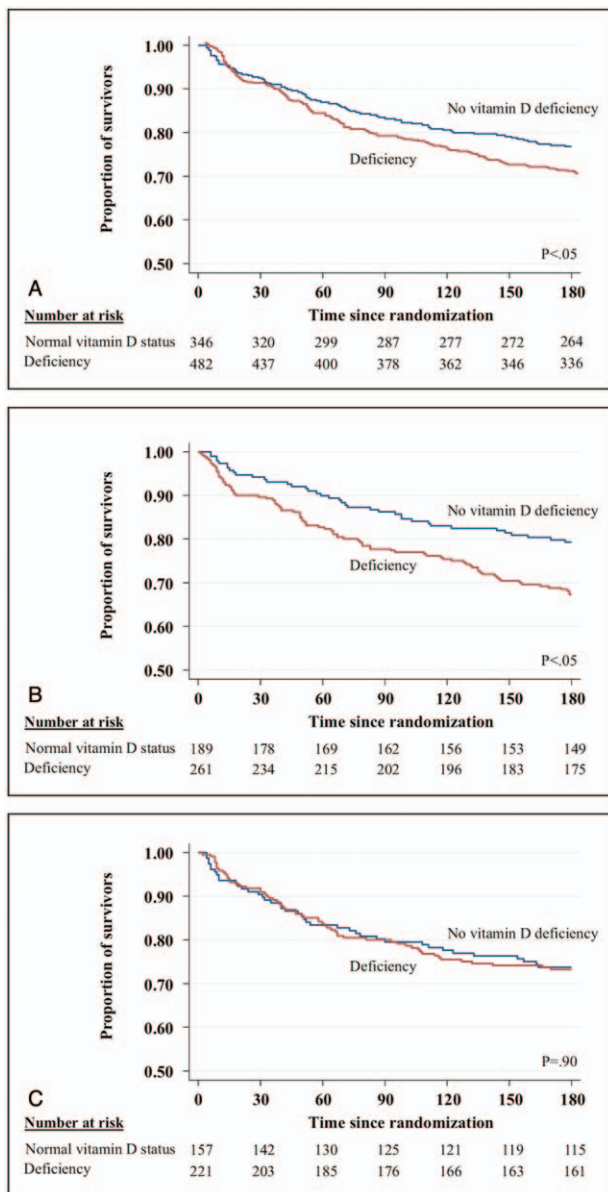 1.00
0.90
No vitamin D deficiency
0.80
Deficiency
0.70
0.60
P<.05
0.50
Proportion of survivors
A
0 30 60 90 120 150 180
Number at risk Time since randomization
Normal vitamin D status 346 320 299 287 277 272 264
Deficiency 482 437 400 378 362 346 336
1.00
0.90
No vitamin D deficiency
0.80
Deficiency
0.70
0.60
P<.05
0.50
Proportion of survivors
B
0 30 60 90 120 150 180
Number at risk Time since randomization
Normal vitamin D status 189 178 169 162 156 153 149
Deficiency 261 234 215 202 196 183 175
1.00
0.90
No vitamin D deficiency
0.80
Deficiency
0.70
0.60
P=.90
0.50
Proportion of survivors
C
0 30 60 90 120 150 180
Number at risk Time since randomization
Normal vitamin D status 157 142 130 125 121 119 115
Deficiency 221 203 185 176 166 163 161